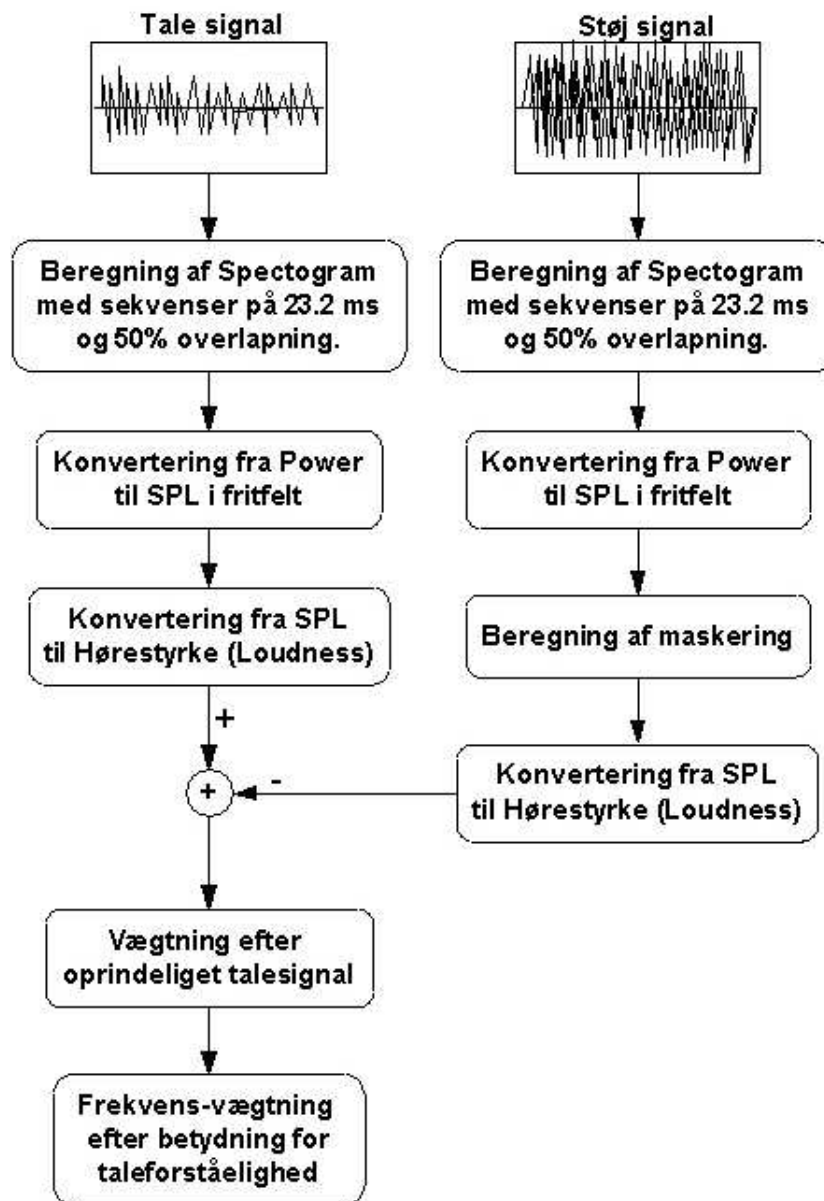 Tale signal
Støj signal
Beregning af Spectogram
med sekvenser på 23.2 ms
og 50% overlapning.
Beregning af Spectogram
med sekvenser på 23.2 ms
og 50% overlapning.
Konvertering fra Power
til SPL i fritfelt
Konvertering fra Power
til SPL i fritfelt
Konvertering fra SPL
til Hørestyrke (Loudness)
Beregning af maskering
+
+
-
Konvertering fra SPL
til Hørestyrke (Loudness)
Vægtning efter
oprindeliget talesignal
Frekvens-vægtning
efter betydning for
taleforståelighed